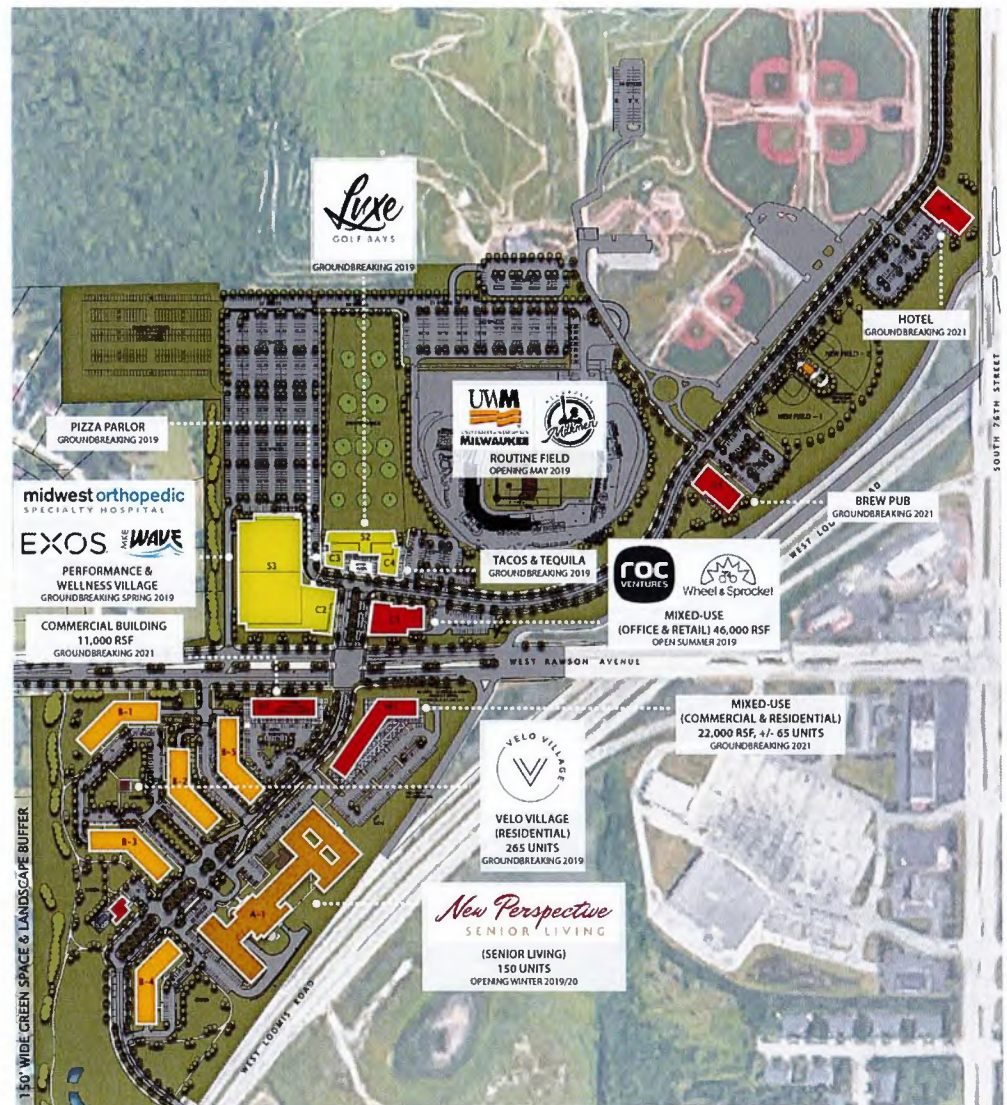 Luxe
GOLF BAYS
GROUNDBREAKING 2019
HOTEL
GROUNDBREAKING 2021
SOUTH 76TH STREET
NEW FIELD - 1
PIZZA PARLOR
GROUNDBREAKING 2019
UWM
MILWAUKEE
Milkmen
ROUTINE FIELD
OPENING MAY 2019
BREW PUB
GROUNDBREAKING 2021
midwest orthopedic
SPECIALTY HOSPITAL
EXOS
MKE WAVE
PERFORMANCE &
WELLNESS VILLAGE
GROUNDBREAKING SPRING 2019
COMMERCIAL BUILDING
11,000 RSF
GROUNDBREAKING 2021
S3
S2
C3
C4
C2
TACOS & TEQUILA
GROUNDBREAKING 2019
roc
VENTURES
Wheel & Sprocket
MIXED-USE
(OFFICE & RETAIL) 46,000 RSF
OPEN SUMMER 2019
WEST RAWSON AVENUE
MIXED-USE
(COMMERCIAL & RESIDENTIAL)
22,000 RSF, +/- 65 UNITS
GROUNDBREAKING 2021
B-1
B-2
B-5
B-3
B-4
A-1
VELO VILLAGE
VELO VILLAGE
(RESIDENTIAL)
265 UNITS
GROUNDBREAKING 2019
New Perspective
SENIOR LIVING
(SENIOR LIVING)
150 UNITS
OPENING WINTER 2019/20
WEST LOOMIS ROAD
150' WIDE GREEN SPACE & LANDSCAPE BUFFER